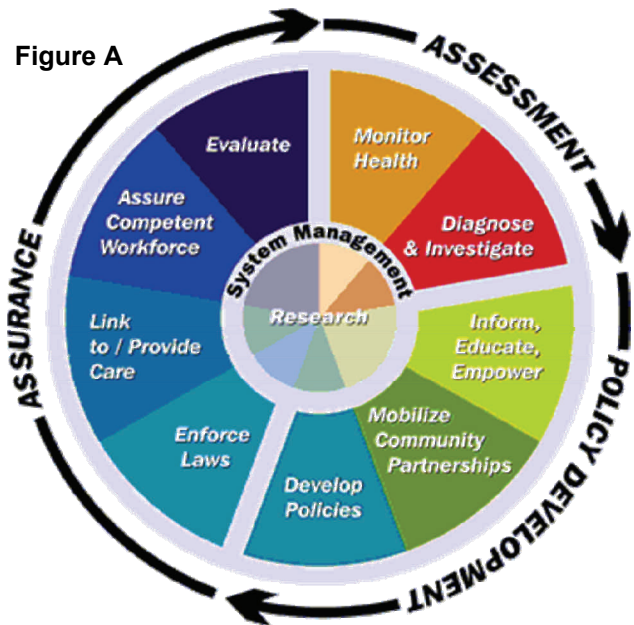 Figure A
ASSESSMENT
POLICY DEVELOPMENT
ASSURANCE
Monitor
Health
Diagnose
& Investigate
Inform,
Educate,
Empower
Mobilize
Community
Partnerships
Develop
Policies
Enforce
Laws
Link
to / Provide
Care
Assure
Competent
Workforce
Evaluate
System Management
Research